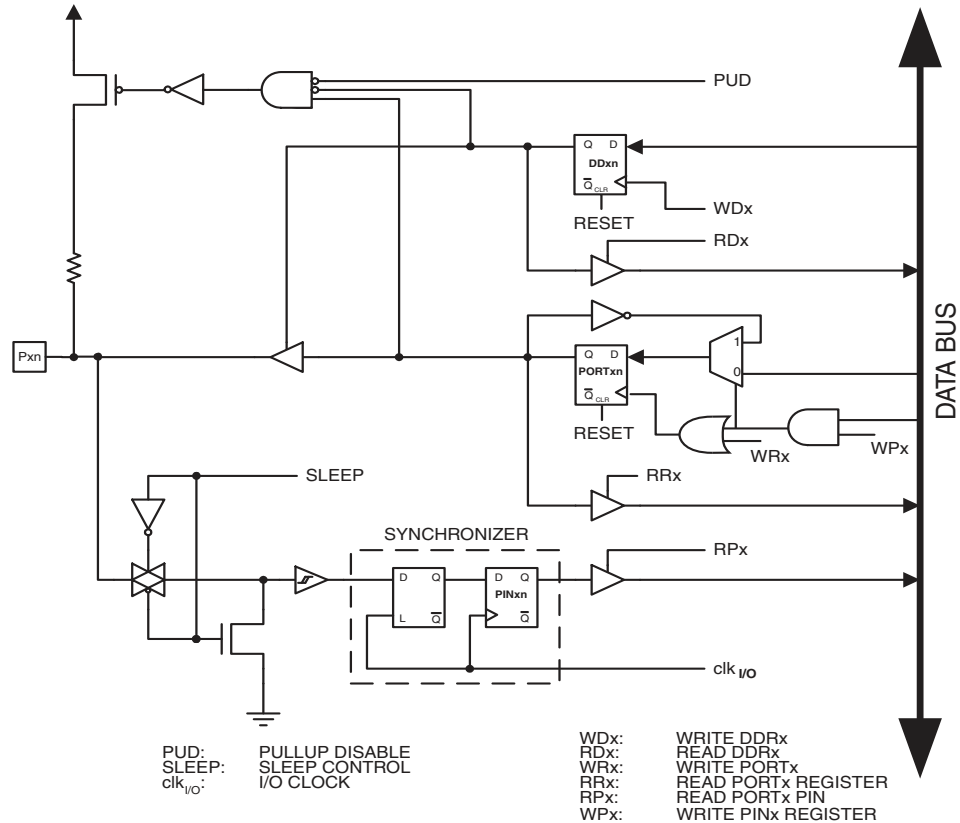 PUD
Q D
DDxn
Q CLR
WDx
RESET
RDx
1
Pxn
Q D
0
PORTxn
Q CLR
DATA BUS
RESET
WRx
WPx
SLEEP
RRx
SYNCHRONIZER
RPx
D Q
D Q
PINxn
L Q
Q
clk I/O
PUD: PULLUP DISABLE
SLEEP: SLEEP CONTROL
clkI/O: I/O CLOCK
WDx: WRITE DDRx
RDx: READ DDRx
WRx: WRITE PORTx
RRx: READ PORTx REGISTER
RPx: READ PORTx PIN
WPx: WRITE PINx REGISTER